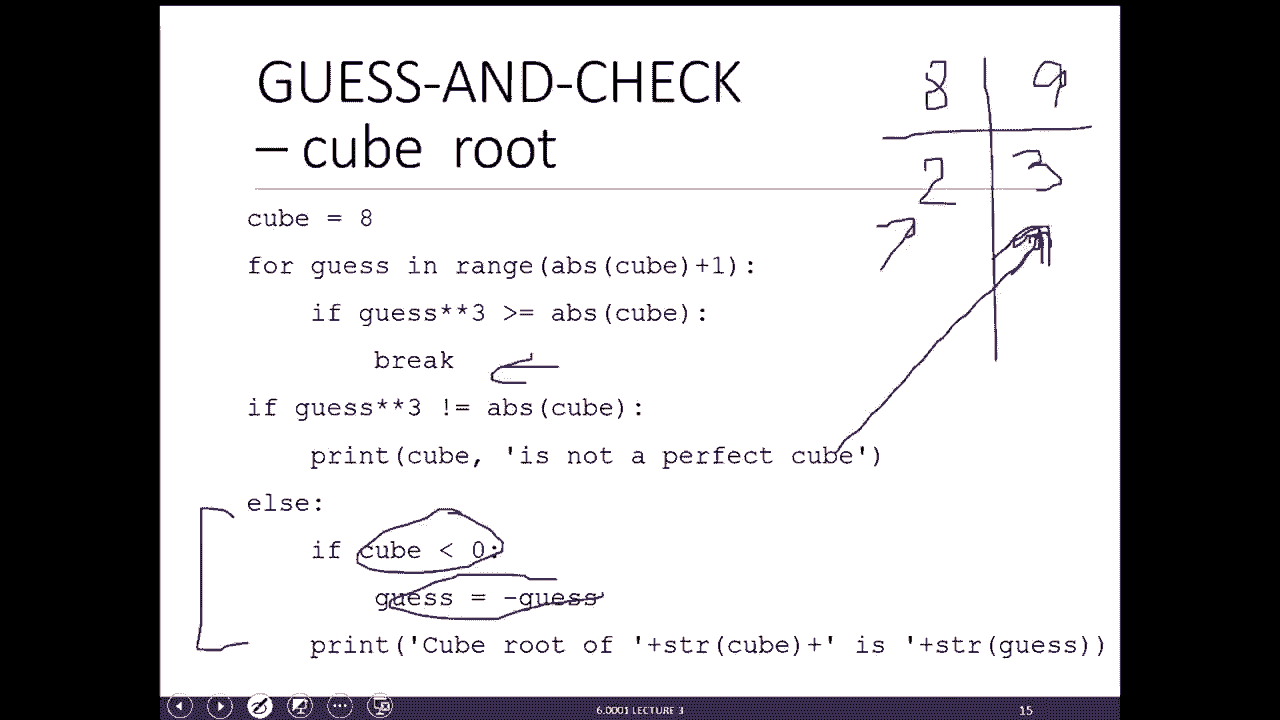 GUESS-AND-CHECK
– cube root
8 9
2 3
cube = 8
for guess in range(abs(cube)+1):
    if guess**3 >= abs(cube):
        break
if guess**3 != abs(cube):
    print(cube, 'is not a perfect cube')
else:
    if cube < 0:
        guess = -guess
    print('Cube root of '+str(cube)+' is '+str(guess))
6.0001 LECTURE 3
15